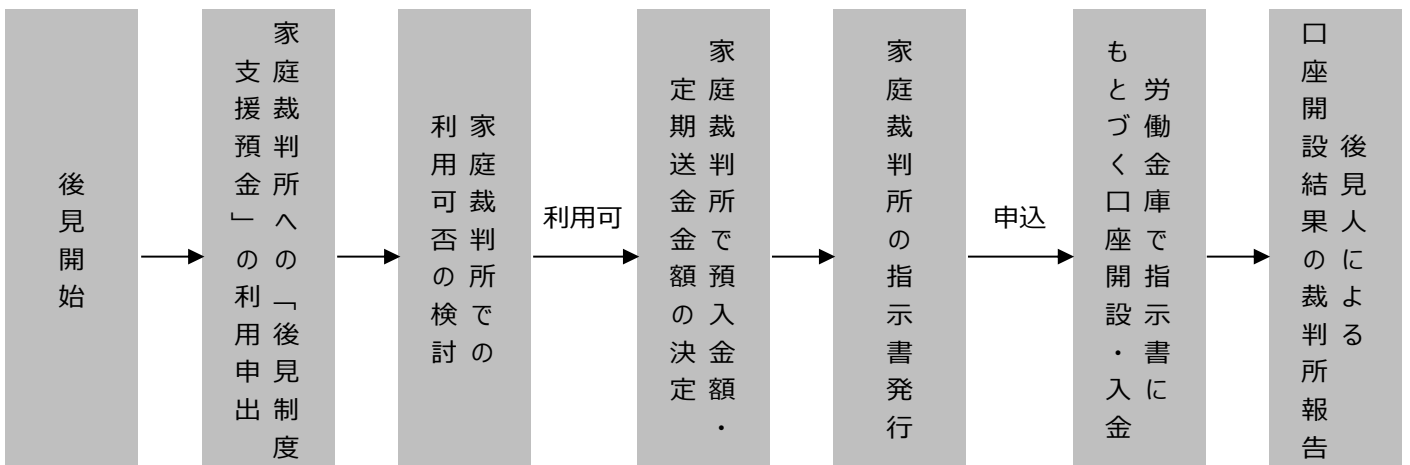 後見開始
家庭裁判所への「後見制度
支援預金」の利用申出
家庭裁判所での
利用可否の検討
利用可
家庭裁判所で預入金額・
定期送金金額の決定
家庭裁判所の指示書発行
申込
労働金庫で指示書に
もとづく口座開設・入金
後見人による
口座開設結果の裁判所報告